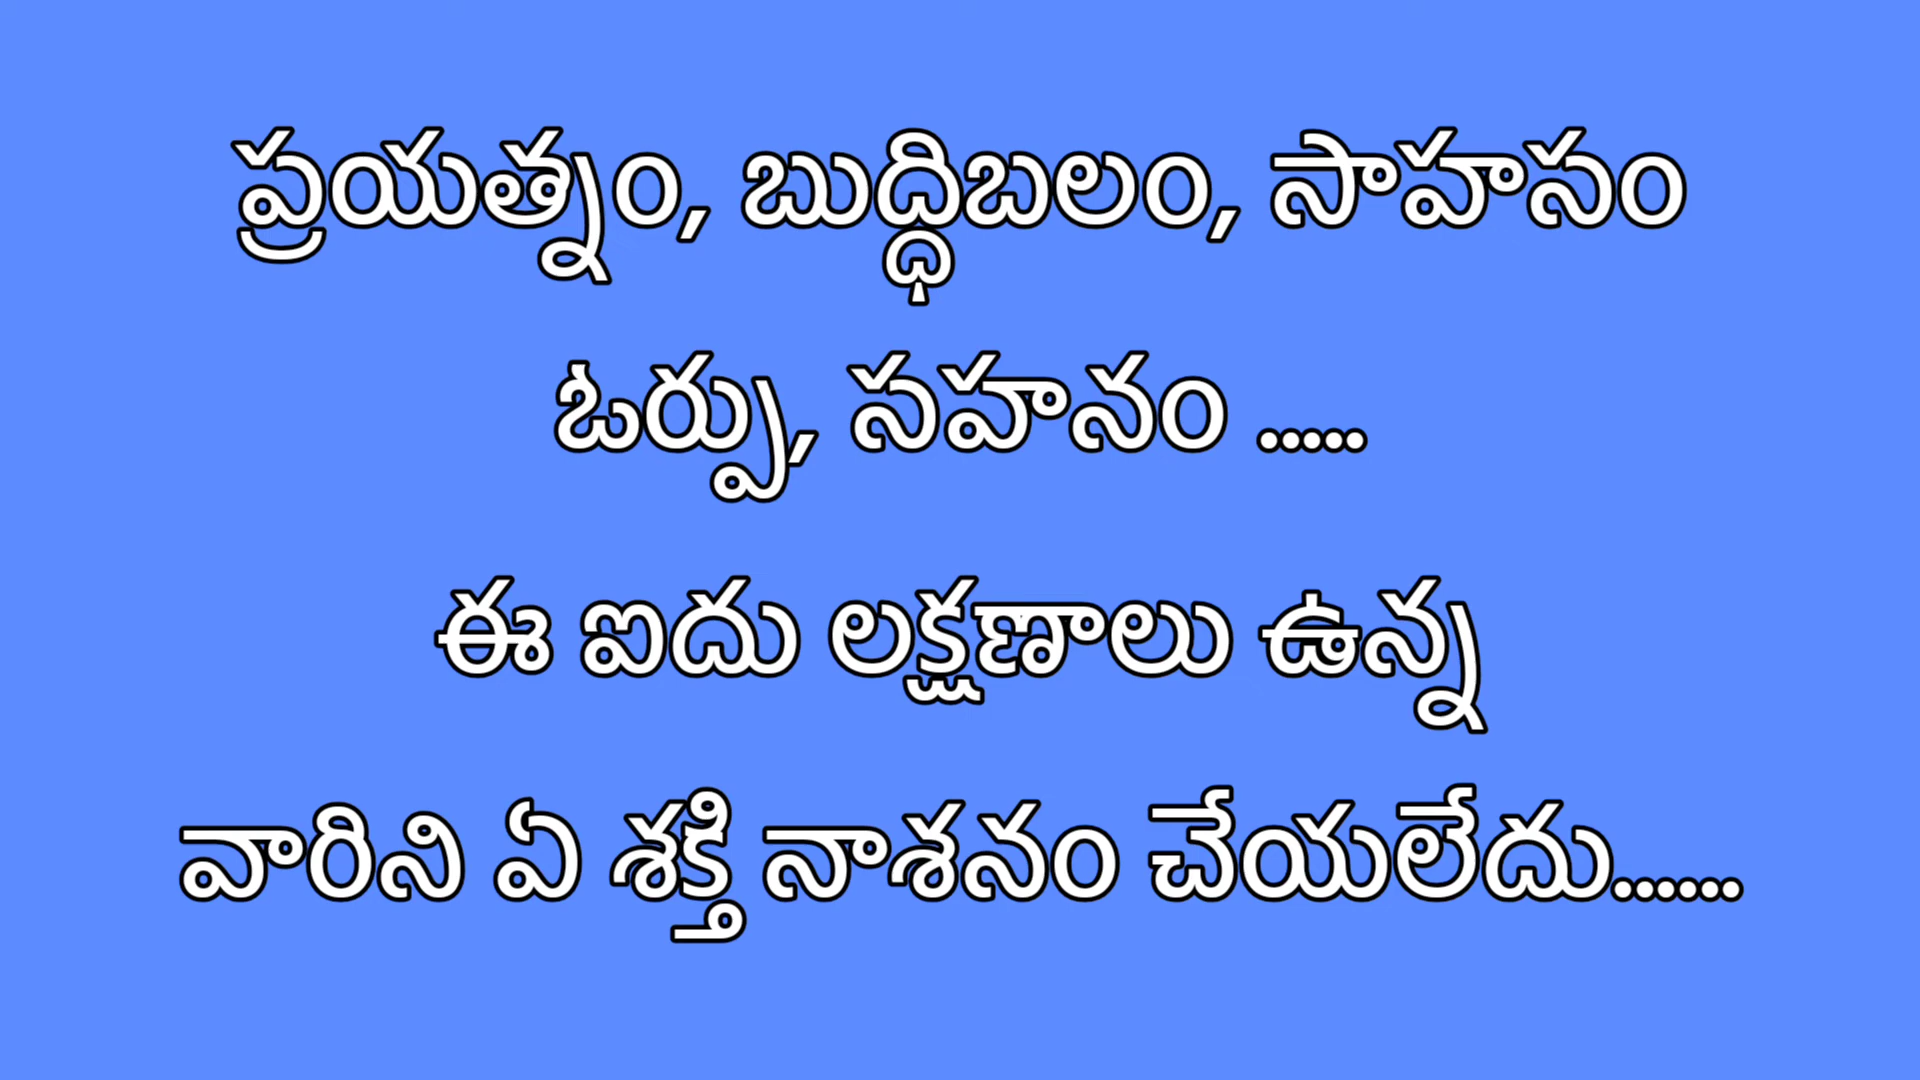 ప్రయత్నం, బుద్ధిబలం, సాహసం
ఓర్పు, సహనం .....
ఈ ఐదు లక్షణాలు ఉన్న
వారిని ఏ శక్తి నాశనం చేయలేదు......